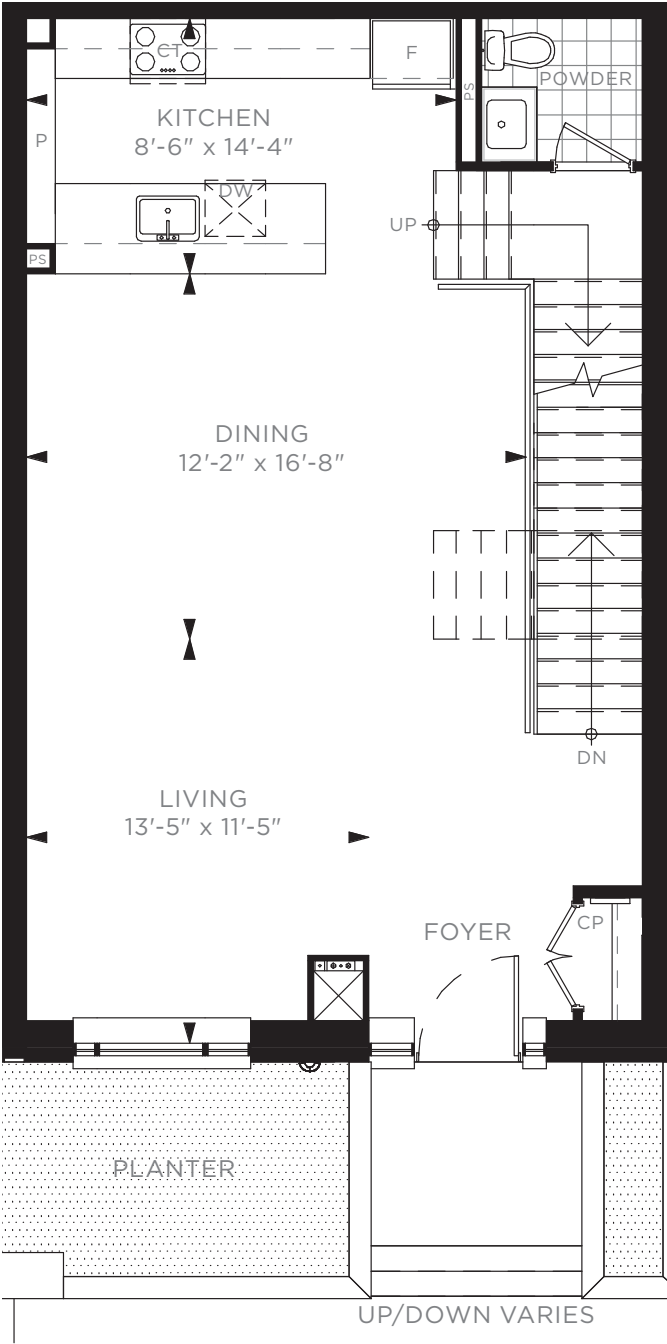 CT
F
PS
POWDER
KITCHEN
8'-6" x 14'-4"
P
DW
UP
PS
DINING
12'-2" x 16'-8"
DN
LIVING
13'-5" x 11'-5"
FOYER
CP
PLANTER
UP/DOWN VARIES